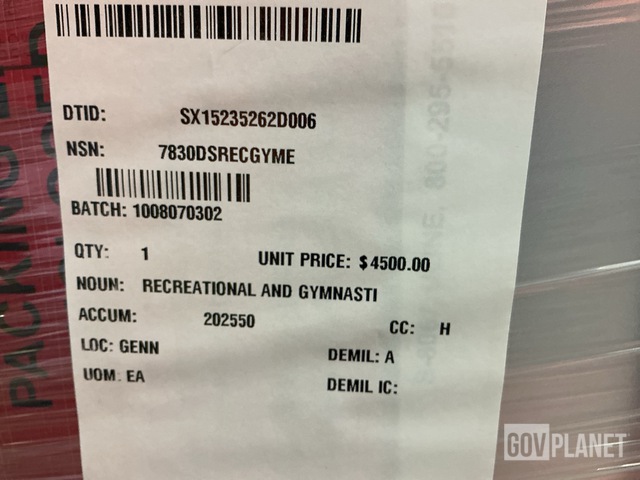 DTID: SX15235262D006
NSN: 7830DSRECGYME
BATCH: 1008070302
QTY: 1 UNIT PRICE: $4500.00
NOUN: RECREATIONAL AND GYMNASTI
ACCUM: 202550 CC: H
LOC: GENN DEMIL: A
UOM: EA DEMIL IC:
PACKING
GOVPLANET